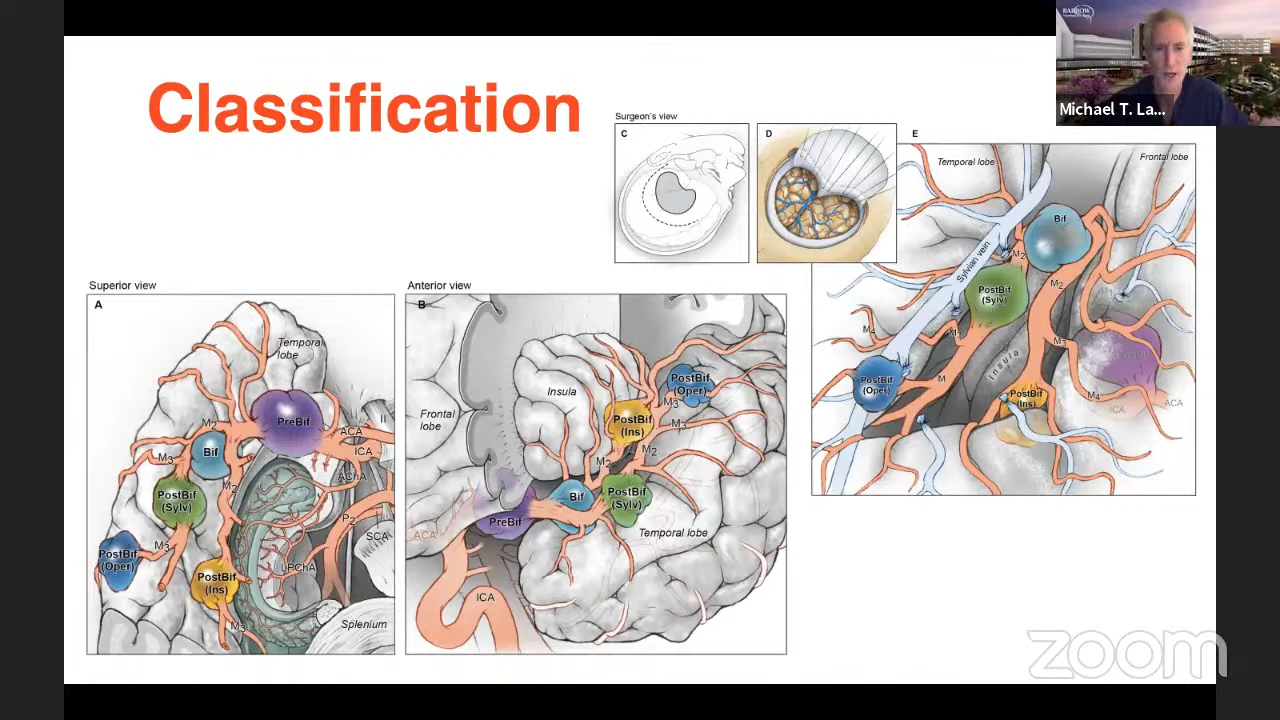 BARROW
Michael T. La...
Classification
Surgeon's view
C
D
E
Temporal lobe
Frontal lobe
Bif
Sylvian vein
M2
PostBif
(Sylv)
M2
M4
M3
PostBif
(Oper)
M
Insula
PostBif
(Ins)
M4
ICA
ACA
Superior view
A
Temporal
lobe
PreBif
M2
ACA
II
ICA
Bif
M3
AChA
M2
PostBif
(Sylv)
P2
SCA
M3
PostBif
(Oper)
LPChA
PostBif
(Ins)
M3
Splenium
Anterior view
B
Insula
PostBif
(Oper)
M3
Frontal
lobe
PostBif
(Ins)
M3
M2
M2
Bif
PostBif
(Sylv)
PreBif
ACA
Temporal lobe
ICA
zoom